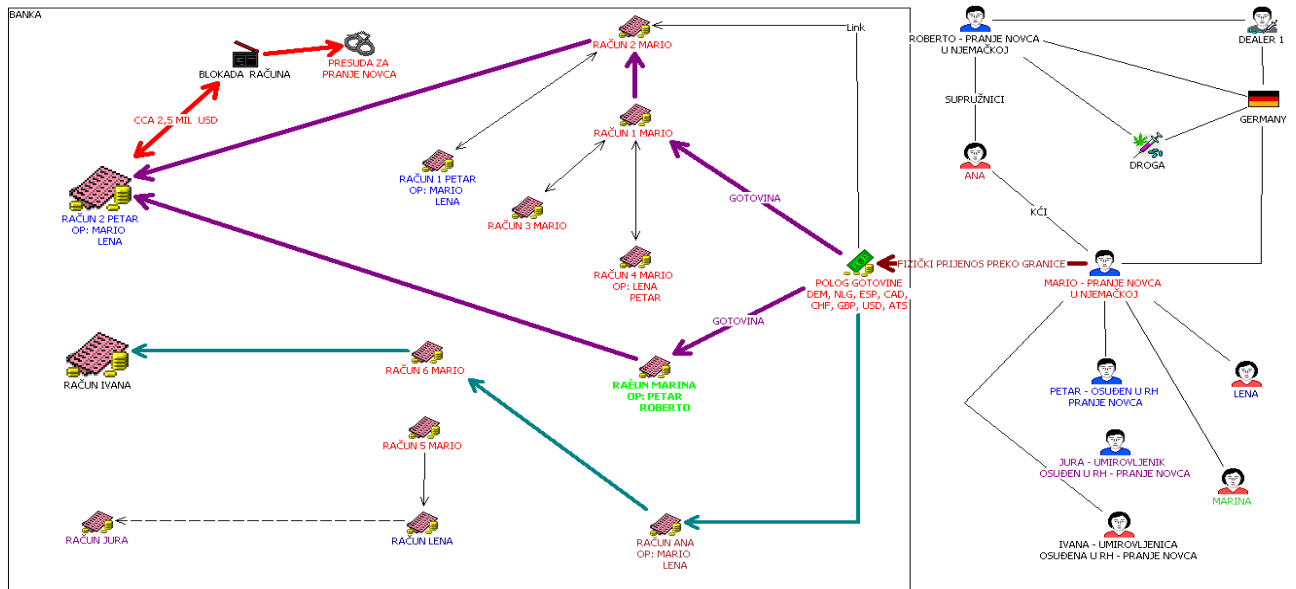 BANKA
RAČUN 2 MARIO
Link
BLOKADA RAČUNA
PRESUDA ZA
PRANJE NOVCA
CCA 2,5 MIL USD
RAČUN 1 MARIO
RAČUN 1 PETAR
OP: MARIO
LENA
RAČUN 2 PETAR
OP: MARIO
LENA
RAČUN 3 MARIO
GOTOVINA
RAČUN 4 MARIO
OP: LENA
PETAR
POLOG GOTOVINE
DEM, NLG, ESP, CAD,
CHF, GBP, USD, ATS
FIZIČKI PRIJENOS PREKO GRANICE
GOTOVINA
RAČUN IVANA
RAČUN 6 MARIO
RAÈUN MARINA
OP: PETAR
ROBERTO
RAČUN 5 MARIO
RAČUN JURA
RAČUN LENA
RAČUN ANA
OP: MARIO
LENA
ROBERTO - PRANJE NOVCA
U NJEMAČKOJ
DEALER 1
SUPRUŽNICI
GERMANY
DROGA
ANA
KĆI
MARIO - PRANJE NOVCA
U NJEMAČKOJ
PETAR - OSUĐEN U RH
PRANJE NOVCA
LENA
JURA - UMIROVLJENIK
OSUĐEN U RH - PRANJE NOVCA
MARINA
IVANA - UMIROVLJENICA
OSUĐENA U RH - PRANJE NOVCA